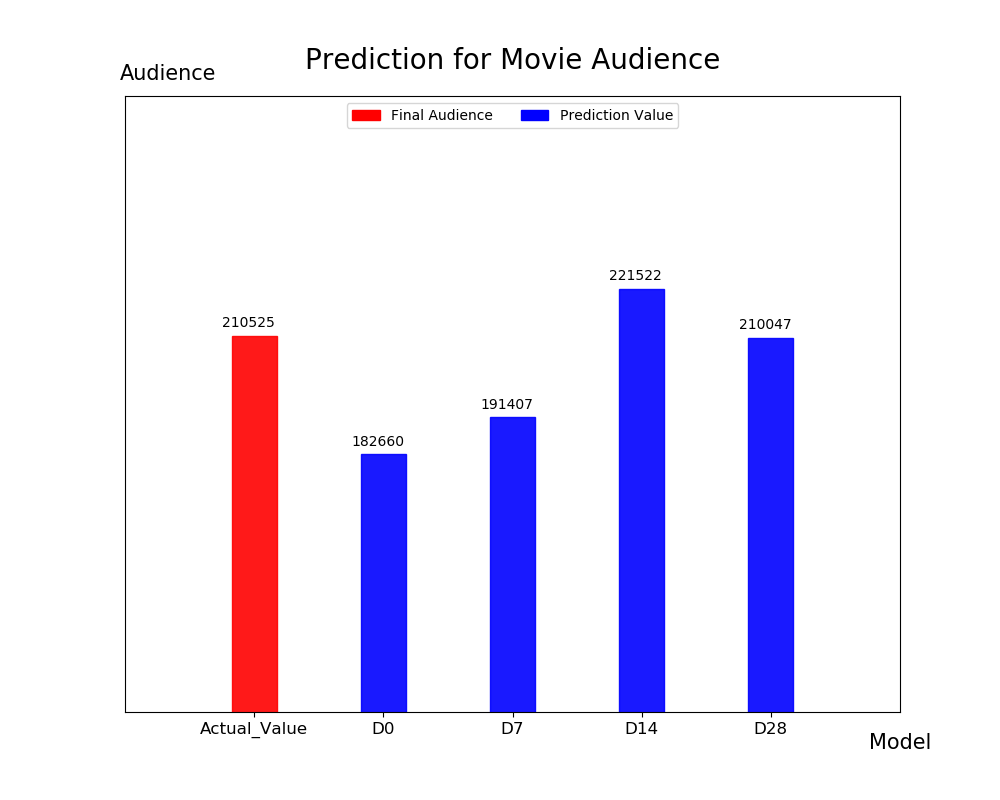 Prediction for Movie Audience
Audience
Final Audience
Prediction Value
210525
182660
191407
221522
210047
Actual_Value
D0
D7
D14
D28
Model